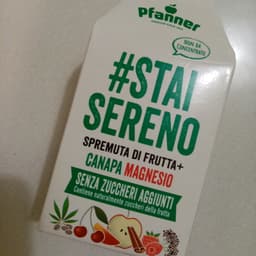 Pfanner
NON DA
CONCENTRATO
#STAI
SERENO
SPREMUTA DI FRUTTA+
CANAPA MAGNESIO
SENZA ZUCCHERI AGGIUNTI
Contiene naturalmente zuccheri della frutta